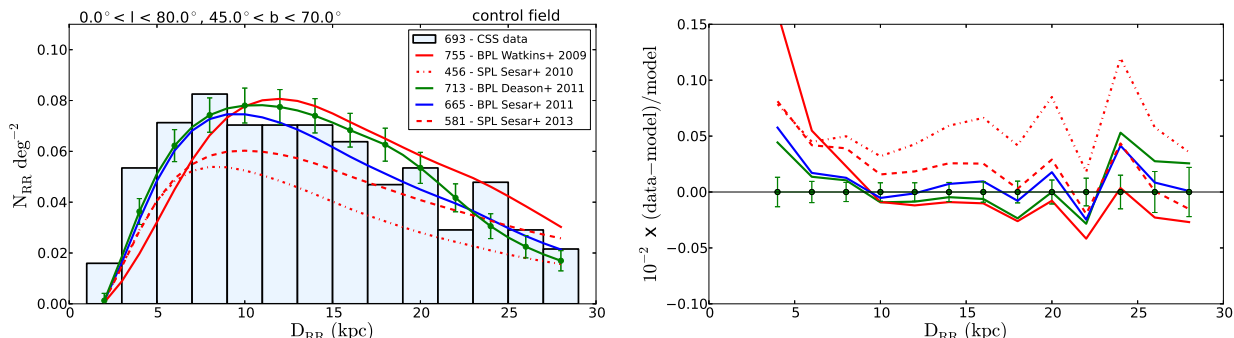 0.0° < l < 80.0°, 45.0° < b < 70.0°
control field
693 - CSS data
755 - BPL Watkins+ 2009
456 - SPL Sesar+ 2010
713 - BPL Deason+ 2011
665 - BPL Sesar+ 2011
581 - SPL Sesar+ 2013
N_RR deg⁻²
0.10
0.08
0.06
0.04
0.02
0.00
0 5 10 15 20 25 30
D_RR (kpc)
10⁻² x (data−model)/model
0.15
0.10
0.05
0.00
−0.05
−0.10
0 5 10 15 20 25 30
D_RR (kpc)